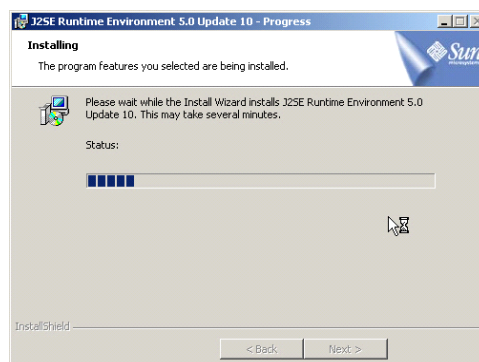 J2SE Runtime Environment 5.0 Update 10 - Progress
Installing
The program features you selected are being installed.
Sun
microsystems
Please wait while the Install Wizard installs J2SE Runtime Environment 5.0
Update 10. This may take several minutes.
Status:
InstallShield
< Back
Next >